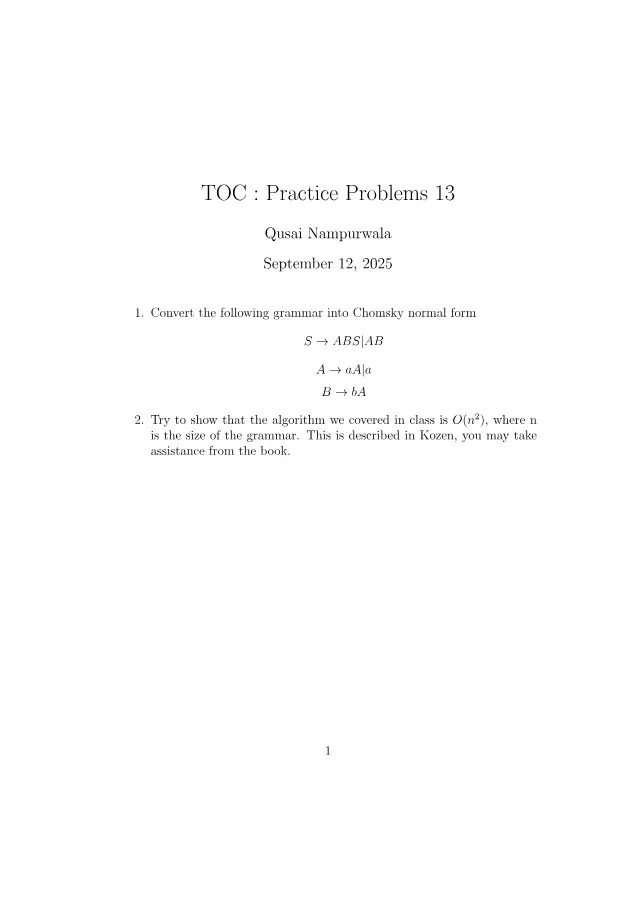 TOC : Practice Problems 13
Qusai Nampurwala
September 12, 2025
1. Convert the following grammar into Chomsky normal form
S → ABS|AB
A → aA|a
B → bA
2. Try to show that the algorithm we covered in class is O(n²), where n
is the size of the grammar. This is described in Kozen, you may take
assistance from the book.
1